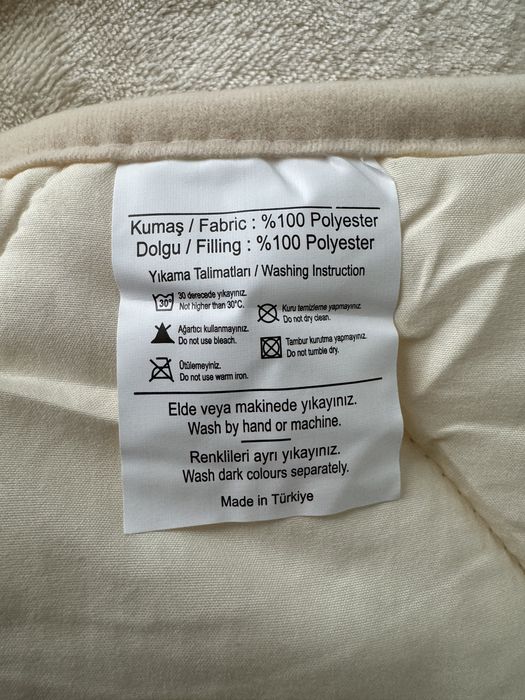 Kumaş / Fabric : %100 Polyester
Dolgu / Filling : %100 Polyester
Yıkama Talimatları / Washing Instruction
30°
30 derecede yıkayınız.
Not higher than 30°C.
Kuru temizleme yapmayınız.
Do not dry clean.
Ağartıcı kullanmayınız.
Do not use bleach.
Tambur kurutma yapmayınız.
Do not tumble dry.
Ütülemeyiniz.
Do not use warm iron.
Elde veya makinede yıkayınız.
Wash by hand or machine.
Renklileri ayrı yıkayınız.
Wash dark colours separately.
Made in Türkiye